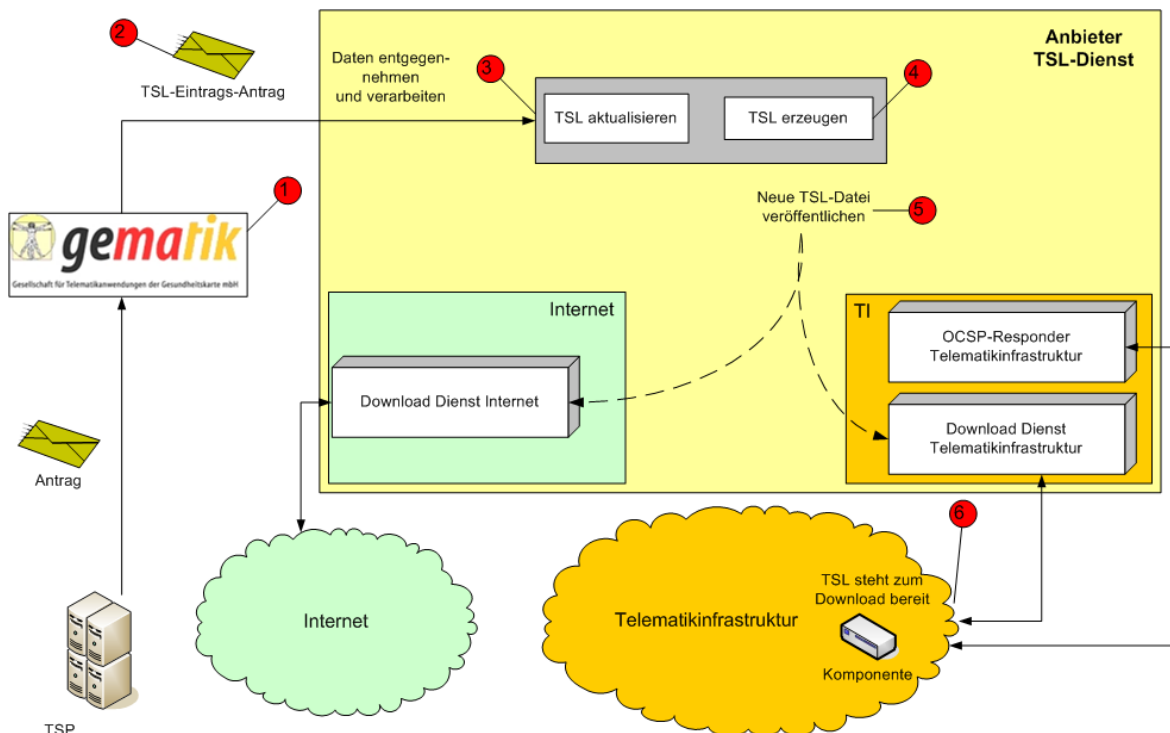 2
TSL-Eintrags-Antrag
Daten entgegen-
nehmen
und verarbeiten
Anbieter
TSL-Dienst
3
4
TSL aktualisieren
TSL erzeugen
1
gematik
Gesellschaft für Telematikanwendungen der Gesundheitskarte mbH
Neue TSL-Datei
veröffentlichen
5
Internet
Download Dienst Internet
TI
OCSP-Responder
Telematikinfrastruktur
Download Dienst
Telematikinfrastruktur
Antrag
6
TSL steht zum
Download bereit
Internet
Telematikinfrastruktur
Komponente
TSP